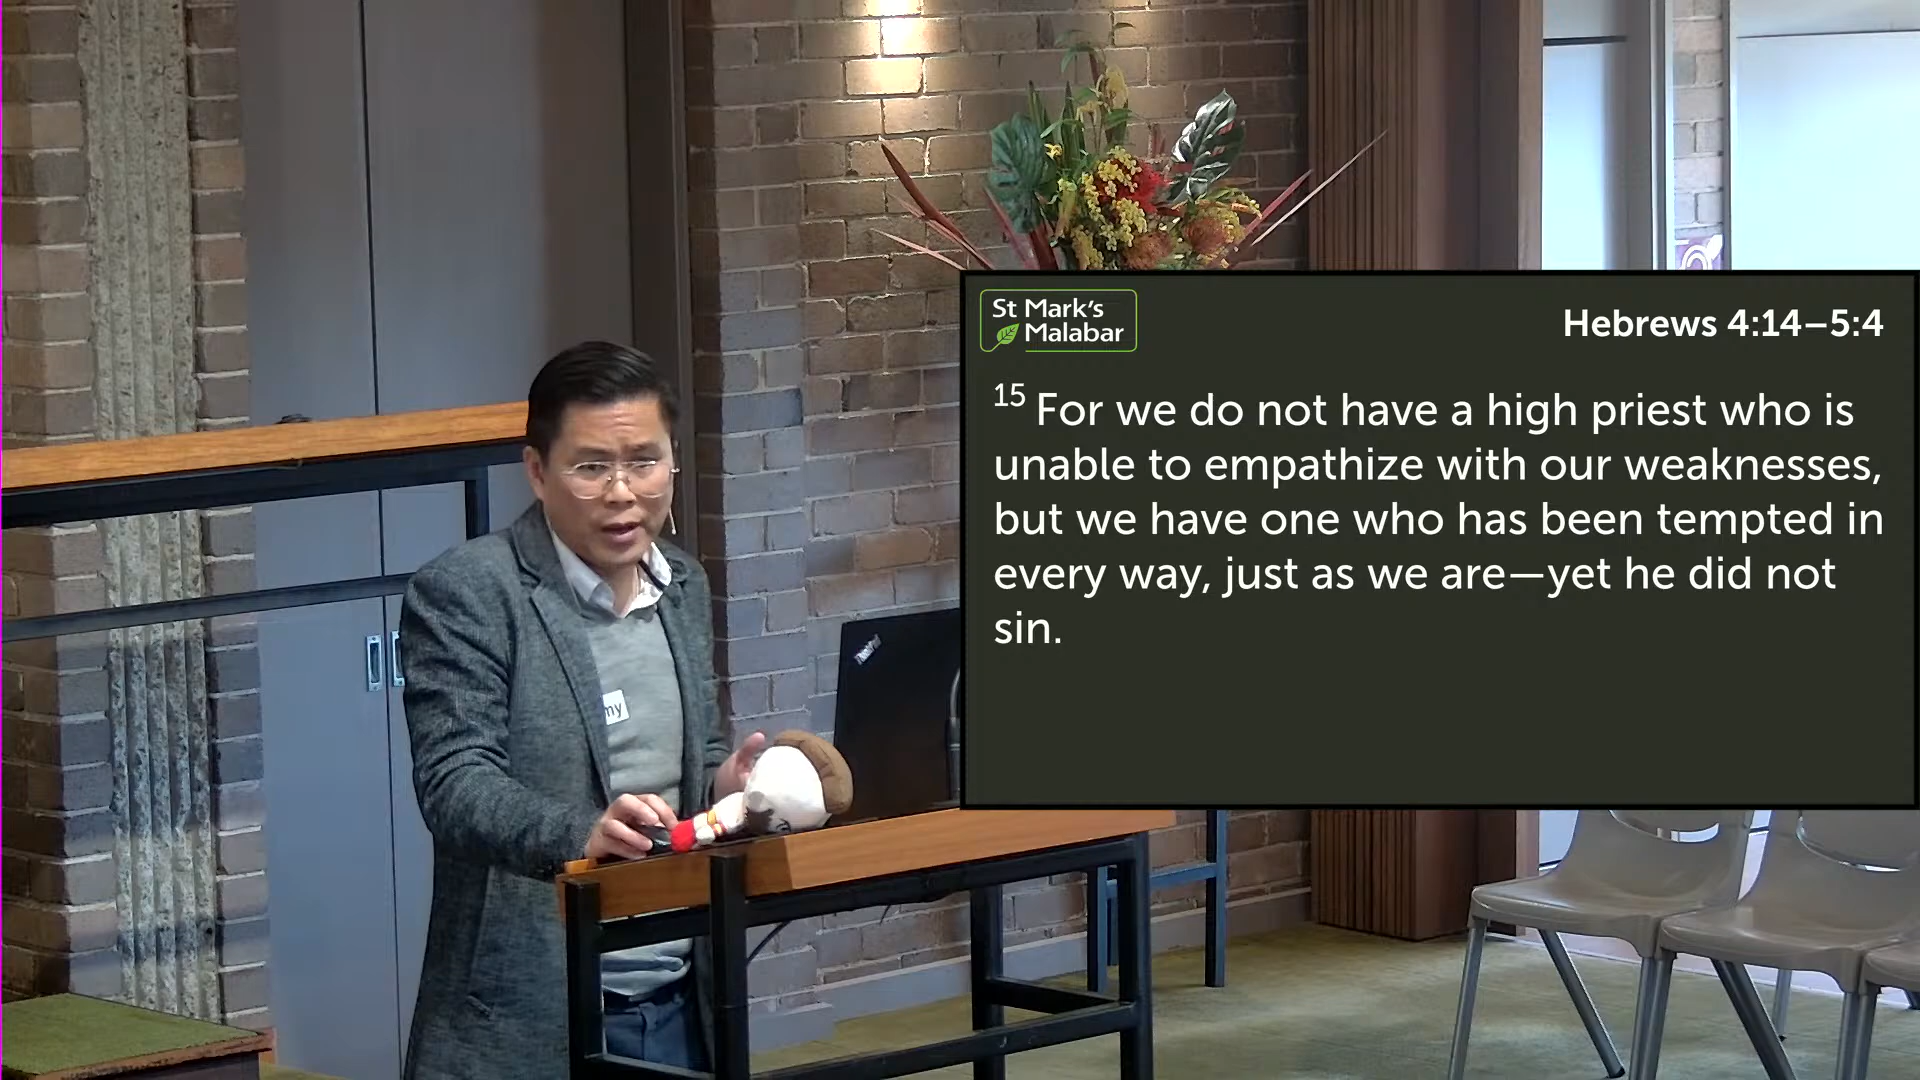 St Mark's
Malabar
Hebrews 4:14–5:4
15 For we do not have a high priest who is
unable to empathize with our weaknesses,
but we have one who has been tempted in
every way, just as we are—yet he did not
sin.
my
ThinkPad